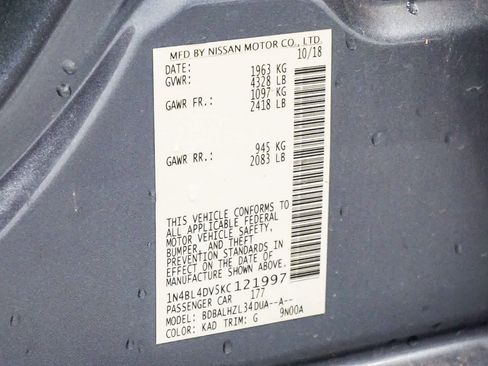 MFD BY NISSAN MOTOR CO., LTD.
DATE: 10/18
GVWR: 1963 KG
4328 LB
GAWR FR.: 1097 KG
2418 LB
GAWR RR.: 945 KG
2083 LB
THIS VEHICLE CONFORMS TO
ALL APPLICABLE FEDERAL
MOTOR VEHICLE SAFETY,
BUMPER, AND THEFT
PREVENTION STANDARDS IN
EFFECT ON THE DATE OF
MANUFACTURE SHOWN ABOVE.
1N4BL4DV5KC121997
PASSENGER CAR 177
MODEL: BDBALHZL34DUA--A--
COLOR: KAD TRIM: G 9N00A